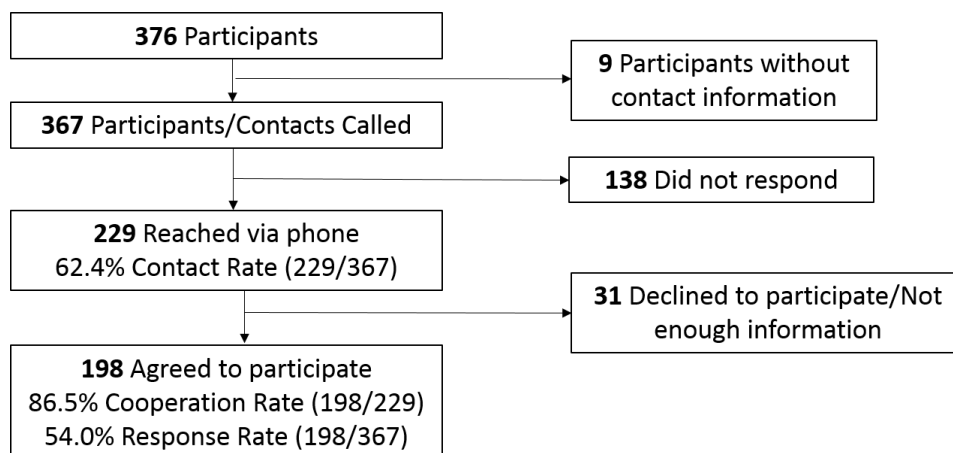 376 Participants
9 Participants without
contact information
367 Participants/Contacts Called
138 Did not respond
229 Reached via phone
62.4% Contact Rate (229/367)
31 Declined to participate/Not
enough information
198 Agreed to participate
86.5% Cooperation Rate (198/229)
54.0% Response Rate (198/367)